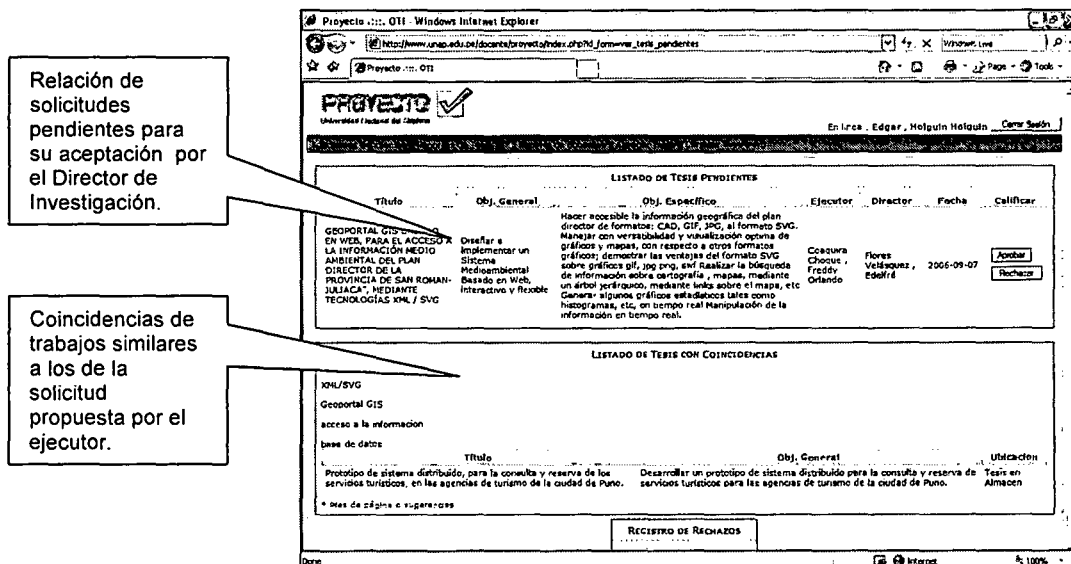 Relación de
solicitudes
pendientes para
su aceptación por
el Director de
Investigación.
Coincidencias de
trabajos similares
a los de la
solicitud
propuesta por el
ejecutor.
Proyecto .:::. OTI - Windows Internet Explorer
http://www.unap.edu.pe/docente/proyecto/index.php?id_form=ver_tesis_pendientes
Windows Live
Proyecto .:::. OTI
Page
Tools
PROYECTO
Universidad Nacional del Altiplano
En linea . Edgar , Holguin Holguin
Cerrar Sesión
LISTADO DE TESIS PENDIENTES
Título Obj. General Obj. Específico Ejecutor Director Fecha Calificar
GEOPORTAL GIS
EN WEB, PARA EL ACCESO A
LA INFORMACIÓN MEDIO
AMBIENTAL DEL PLAN
DIRECTOR DE LA
PROVINCIA DE SAN ROMAN-
JULIACA", MEDIANTE
TECNOLOGÍAS XML / SVG
Diseñar e
implementar un
Sistema
Medioambiental
Basado en Web,
interactivo y flexible
Hacer accesible la información geográfica del plan
director de formatos; CAD, GIF, JPG, al formato SVG.
Manejar con versatibilidad y visualización optima de
gráficos y mapas, con respecto a otros formatos
gráficos; demostrar las ventajas del formato SVG
sobre gráficos gif, jpg png, swf Realizar la búsqueda
de información sobre cartografía , mapas, mediante
un árbol jerárquico, mediante links sobre el mapa, etc
Generar algunos gráficos estadísticos tales como
histogramas, etc, en tiempo real Manipulación de la
información en tiempo real.
Coaquira
Choque ,
Freddy
Orlando
Flores
Velásquez ,
Edelfré
2006-09-07
Aprobar
Rechazar
LISTADO DE TESIS CON COINCIDENCIAS
XML/SVG
Geoportal GIS
acceso a la informacion
base de datos
Título Obj. General Ubicación
Prototipo de sistema distribuido, para la consulta y reserva de los
servicios turísticos, en las agencias de turismo de la ciudad de Puno.
Desarrollar un prototipo de sistema distribuido para la consulta y reserva de
servicios turísticos para las agencias de turismo de la ciudad de Puno.
Tesis en
Almacen
* Pies de página o sugerencias
REGISTRO DE RECHAZOS
Done
Internet
100%